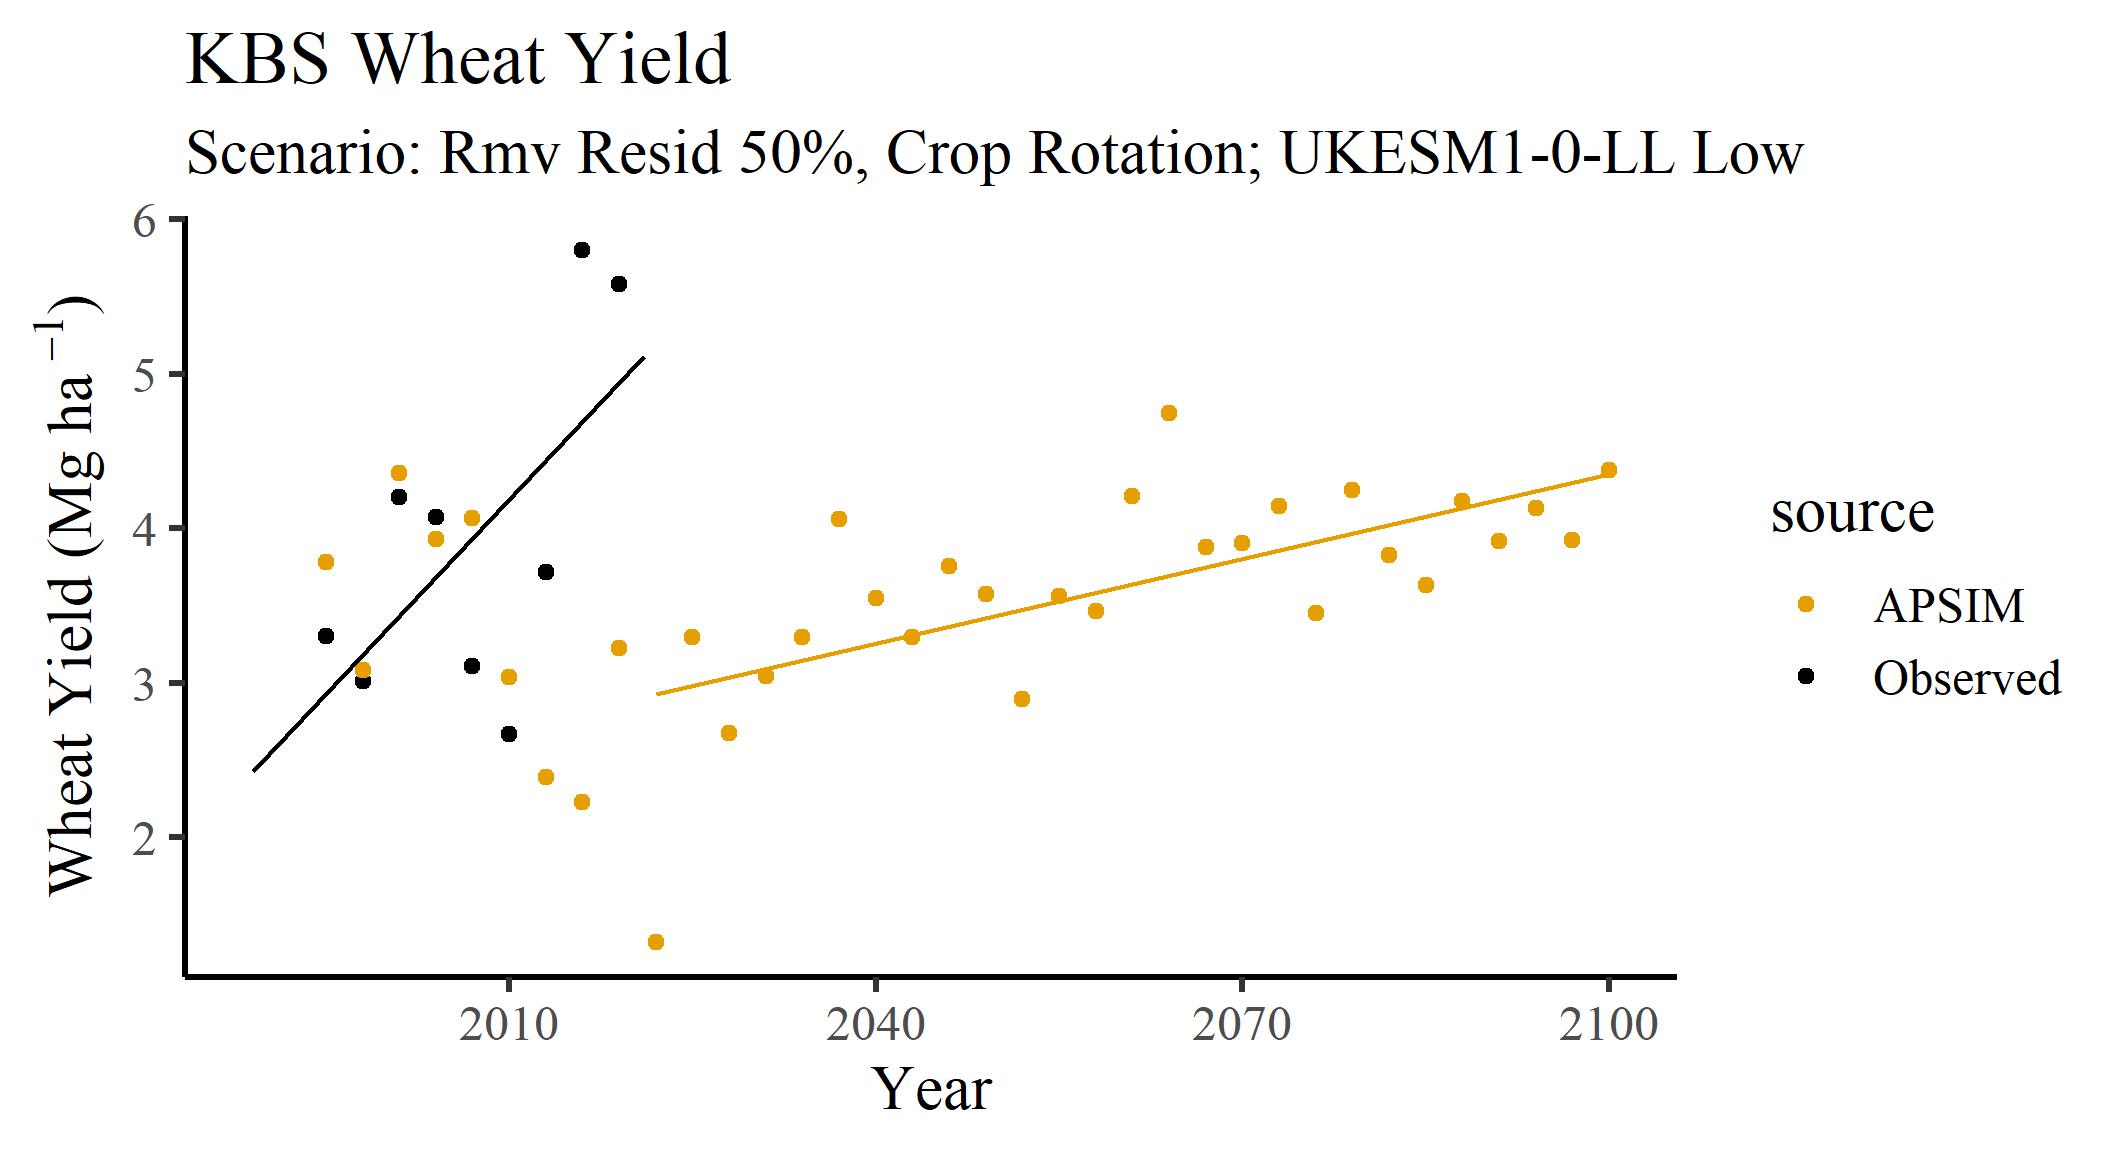 KBS Wheat Yield
Scenario: Rmv Resid 50%, Crop Rotation; UKESM1-0-LL Low
Wheat Yield (Mg ha −1)
6
5
4
3
2
2010
2040
2070
2100
Year
source
APSIM
Observed